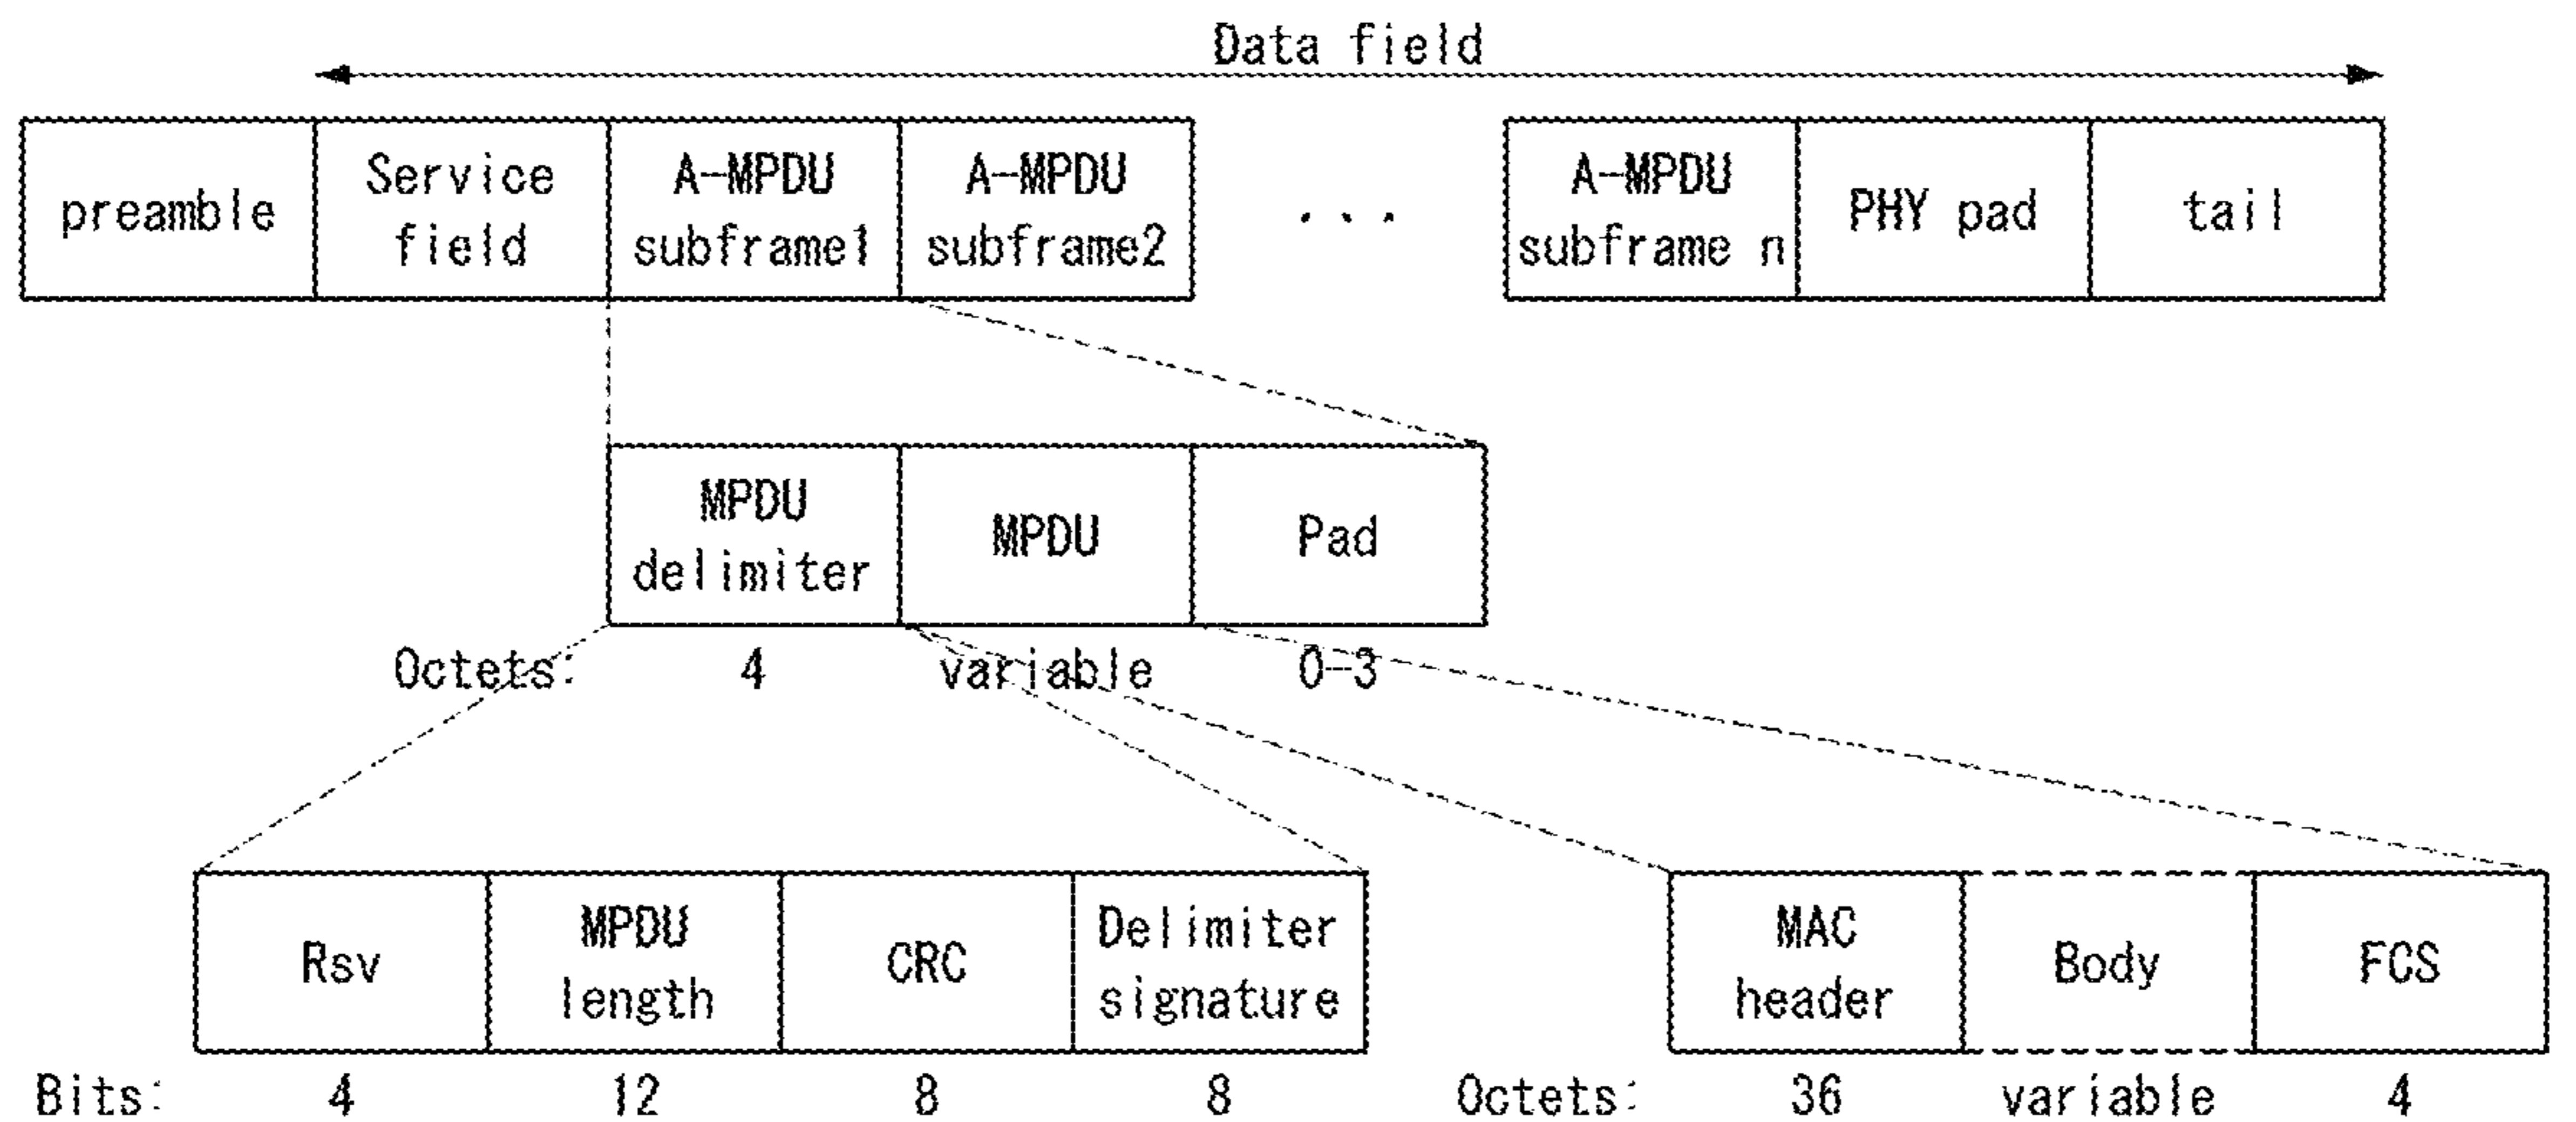 Data field
preamble
Service
field
A-MPDU
subframe1
A-MPDU
subframe2
...
A-MPDU
subframe n
PHY pad
tail
MPDU
delimiter
MPDU
Pad
Octets: 4 variable 0-3
Rsv
MPDU
length
CRC
Delimiter
signature
MAC
header
Body
FCS
Bits: 4 12 8 8
Octets: 36 variable 4